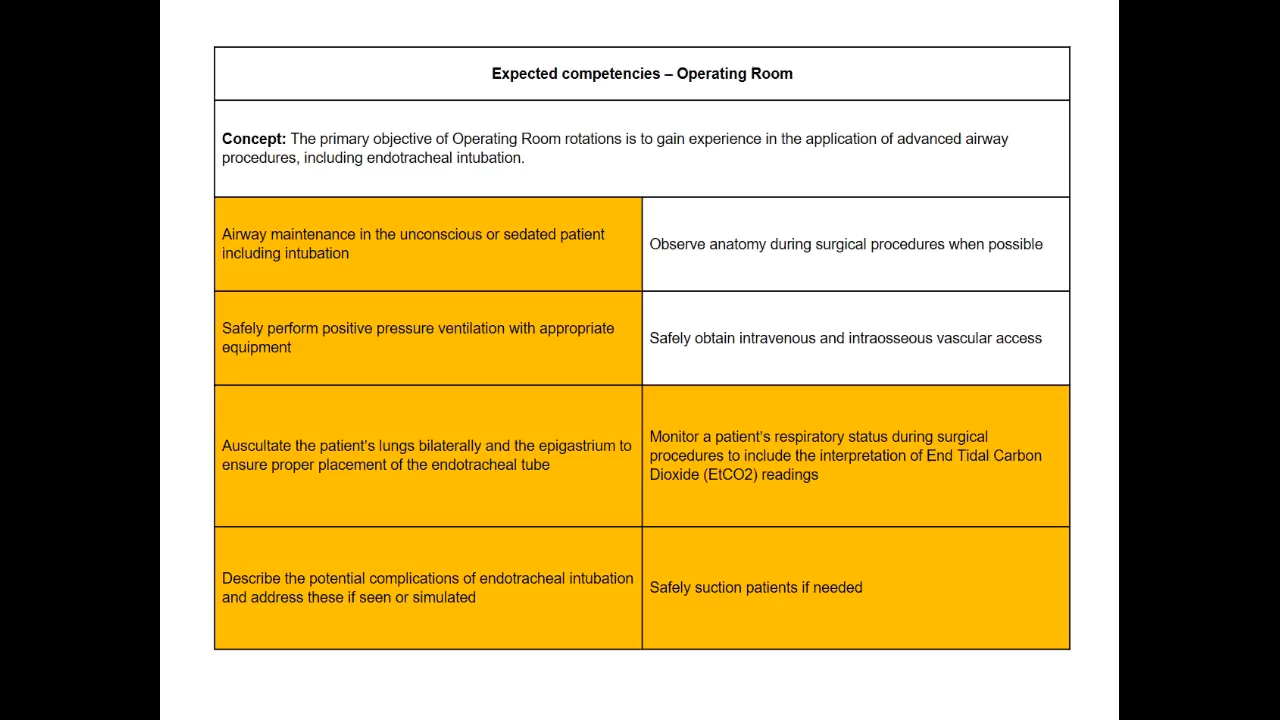 Expected competencies – Operating Room
Concept: The primary objective of Operating Room rotations is to gain experience in the application of advanced airway
procedures, including endotracheal intubation.
Airway maintenance in the unconscious or sedated patient
including intubation
Observe anatomy during surgical procedures when possible
Safely perform positive pressure ventilation with appropriate
equipment
Safely obtain intravenous and intraosseous vascular access
Auscultate the patient's lungs bilaterally and the epigastrium to
ensure proper placement of the endotracheal tube
Monitor a patient's respiratory status during surgical
procedures to include the interpretation of End Tidal Carbon
Dioxide (EtCO2) readings
Describe the potential complications of endotracheal intubation
and address these if seen or simulated
Safely suction patients if needed